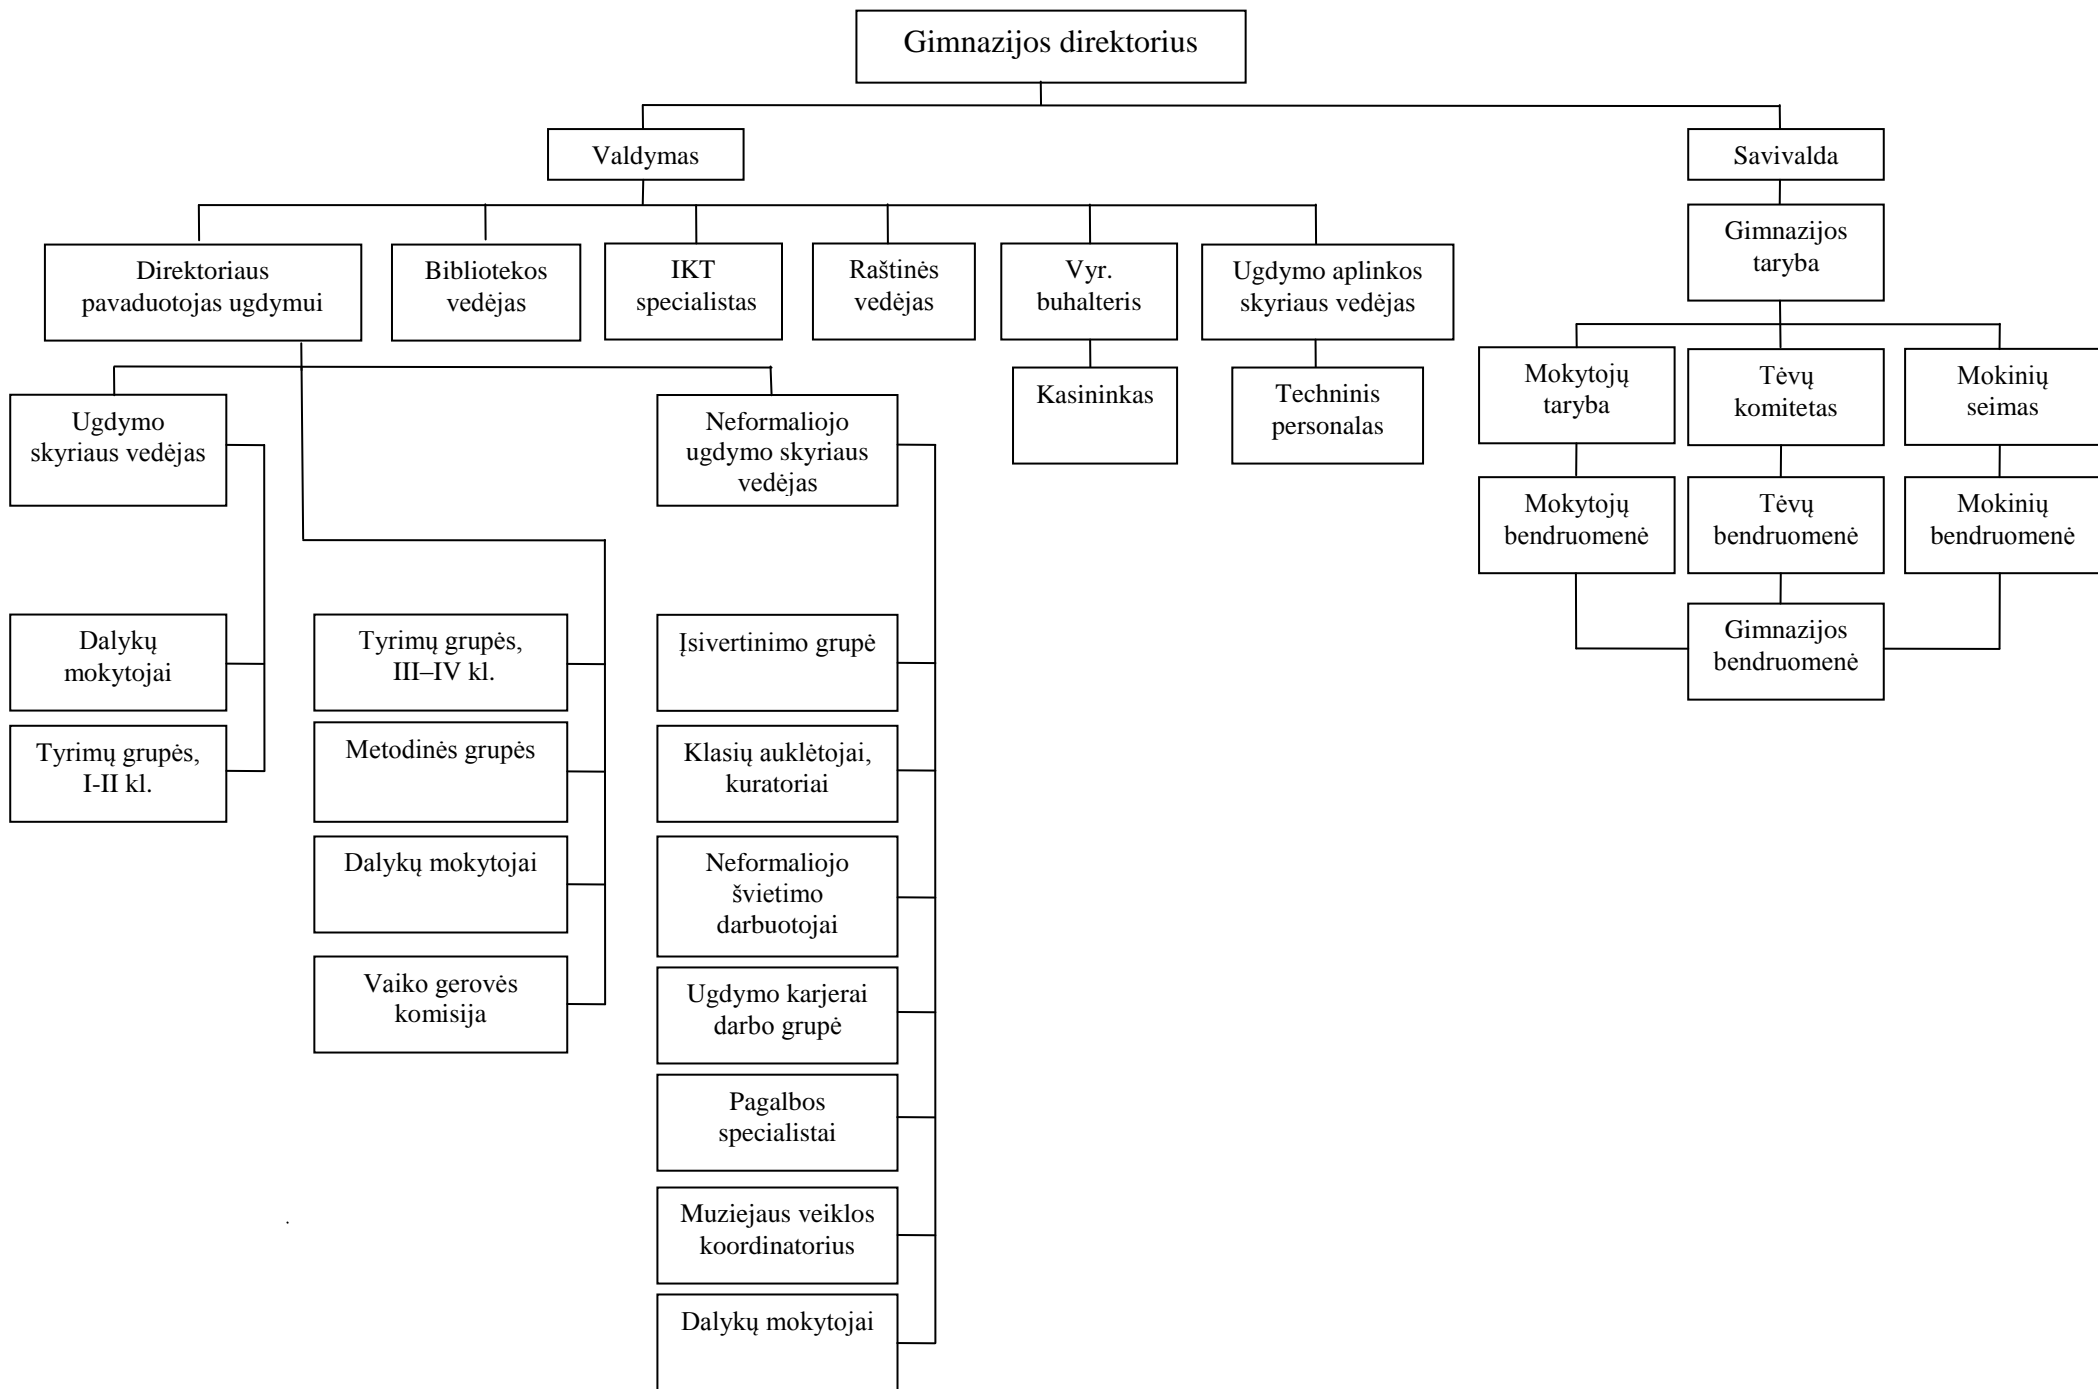 Gimnazijos direktorius
Valdymas
Savivalda
Direktoriaus
pavaduotojas ugdymui
Bibliotekos
vedėjas
IKT
specialistas
Raštinės
vedėjas
Vyr.
buhalteris
Ugdymo aplinkos
skyriaus vedėjas
Gimnazijos
taryba
Ugdymo
skyriaus vedėjas
Neformaliojo
ugdymo skyriaus
vedėjas
Kasininkas
Techninis
personalas
Mokytojų
taryba
Tėvų
komitetas
Mokinių
seimas
Mokytojų
bendruomenė
Tėvų
bendruomenė
Mokinių
bendruomenė
Gimnazijos
bendruomenė
Dalykų
mokytojai
Tyrimų grupės,
I-II kl.
Tyrimų grupės,
III–IV kl.
Metodinės grupės
Dalykų mokytojai
Vaiko gerovės
komisija
Įsivertinimo grupė
Klasių auklėtojai,
kuratoriai
Neformaliojo
švietimo
darbuotojai
Ugdymo karjerai
darbo grupė
Pagalbos
specialistai
Muziejaus veiklos
koordinatorius
Dalykų mokytojai